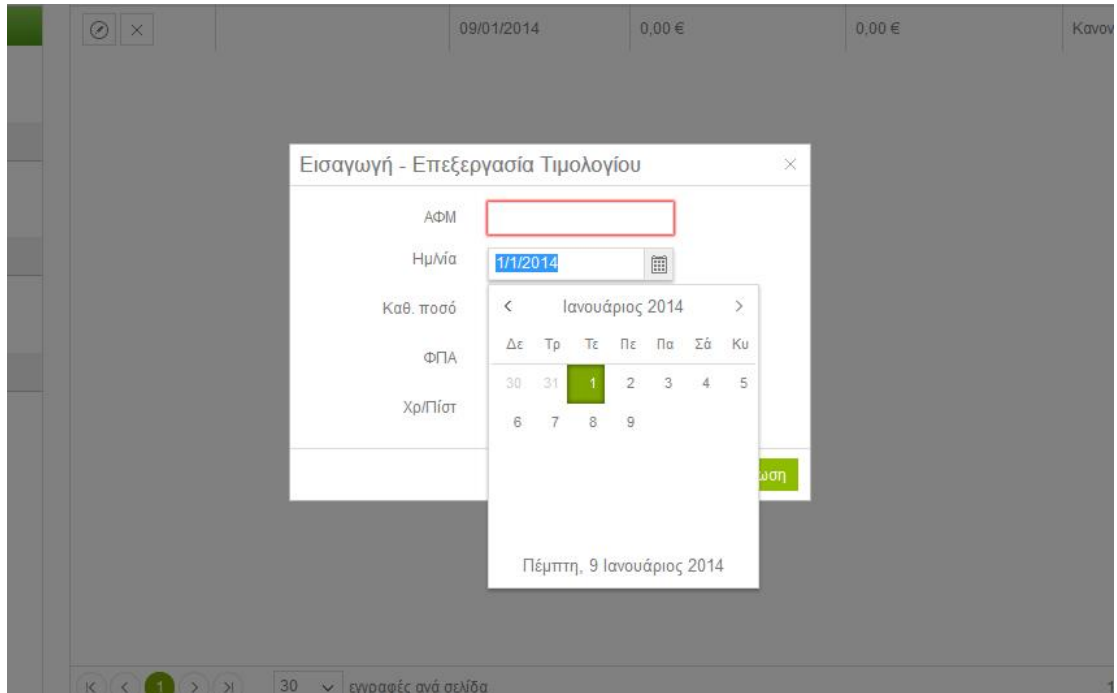 09/01/2014 0,00 € 0,00 €
Εισαγωγή - Επεξεργασία Τιμολογίου
ΑΦΜ
Ημ/νία 1/1/2014
Καθ. ποσό
ΦΠΑ
Χρ/Πίστ
Ιανουάριος 2014
Δε Τρ Τε Πε Πα Σά Κυ
30 31 1 2 3 4 5
6 7 8 9
Πέμπτη, 9 Ιανουάριος 2014
1 30 εγγραφές ανά σελίδα